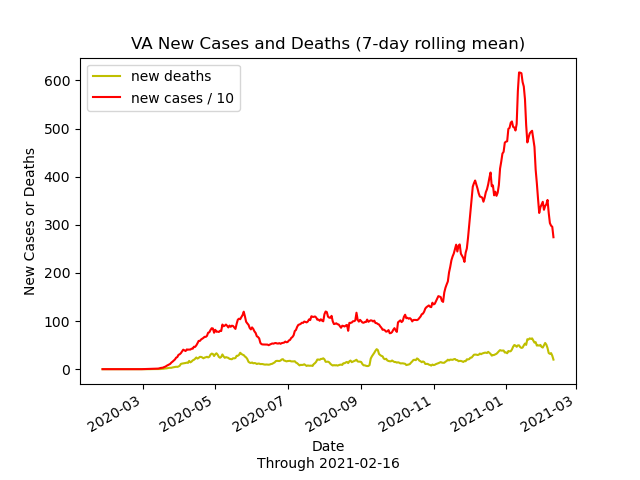 VA New Cases and Deaths (7-day rolling mean)
new deaths
new cases / 10
New Cases or Deaths
600
500
400
300
200
100
0
2020-03
2020-05
2020-07
2020-09
2020-11
2021-01
2021-03
Date
Through 2021-02-16